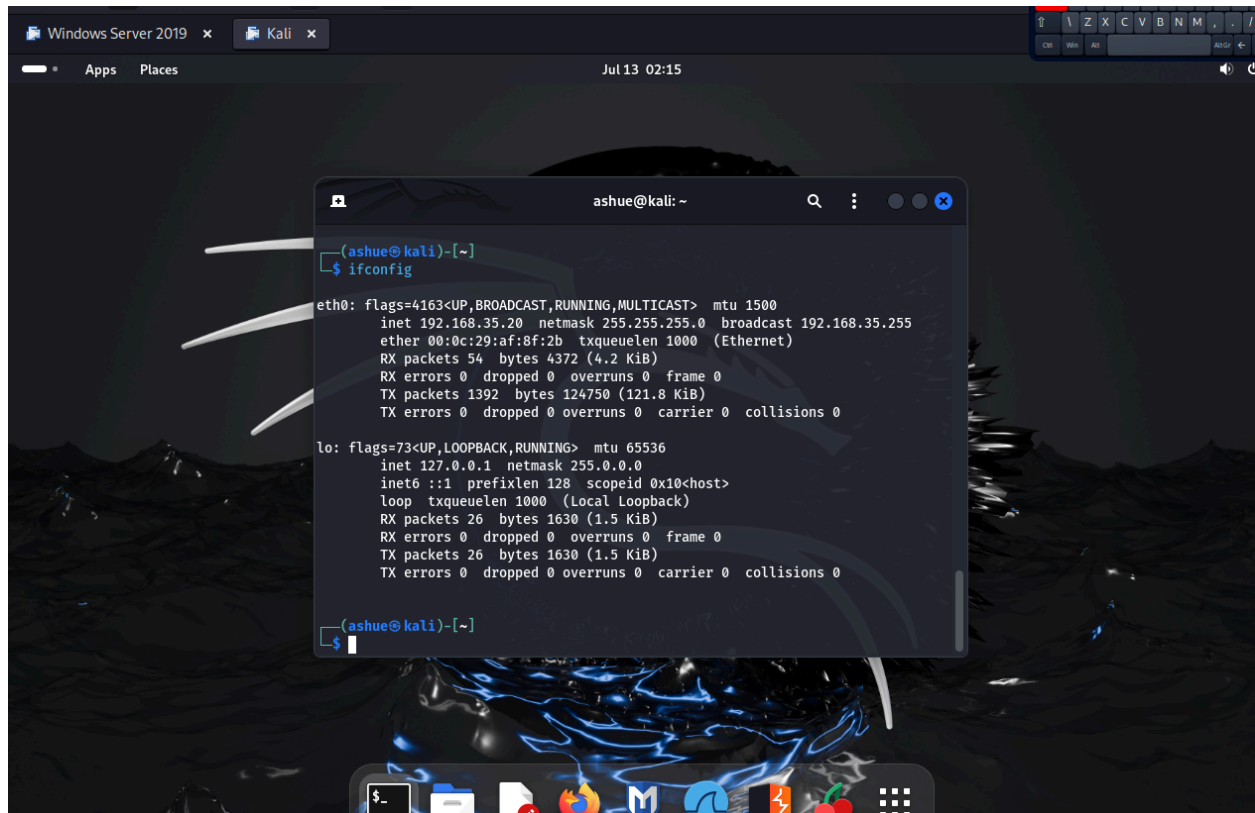 Windows Server 2019 × Kali ×
⇧ \ Z X C V B N M , . /
Ctrl Win Alt AltGr ←
Apps Places Jul 13 02:15
ashue@kali: ~
┌──(ashue㉿kali)-[~]
└─$ ifconfig
eth0: flags=4163<UP,BROADCAST,RUNNING,MULTICAST> mtu 1500
inet 192.168.35.20 netmask 255.255.255.0 broadcast 192.168.35.255
ether 00:0c:29:af:8f:2b txqueuelen 1000 (Ethernet)
RX packets 54 bytes 4372 (4.2 KiB)
RX errors 0 dropped 0 overruns 0 frame 0
TX packets 1392 bytes 124750 (121.8 KiB)
TX errors 0 dropped 0 overruns 0 carrier 0 collisions 0
lo: flags=73<UP,LOOPBACK,RUNNING> mtu 65536
inet 127.0.0.1 netmask 255.0.0.0
inet6 ::1 prefixlen 128 scopeid 0x10<host>
loop txqueuelen 1000 (Local Loopback)
RX packets 26 bytes 1630 (1.5 KiB)
RX errors 0 dropped 0 overruns 0 frame 0
TX packets 26 bytes 1630 (1.5 KiB)
TX errors 0 dropped 0 overruns 0 carrier 0 collisions 0
┌──(ashue㉿kali)-[~]
└─$
$_
M